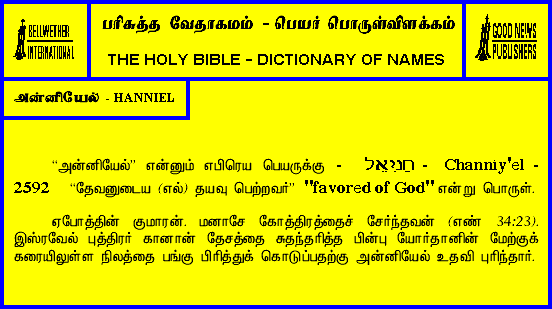 BELLWETHER
INTERNATIONAL
பரிசுத்த வேதாகமம் - பெயர் பொருள்விளக்கம்
THE HOLY BIBLE - DICTIONARY OF NAMES
GOOD NEWS
PUBLISHERS
அன்னியேல் - HANNIEL
“அன்னியேல்” என்னும் எபிரெய பெயருக்கு - חַנִּיאֵל - Channiy'el -
2592 “தேவனுடைய (எல்) தயவு பெற்றவர்” "favored of God" என்று பொருள்.
ஏபோத்தின் குமாரன். மனாசே கோத்திரத்தைச் சேர்ந்தவன் (எண் 34:23).
இஸ்ரவேல் புத்திரர் கானான் தேசத்தை சுதந்தரித்த பின்பு யோர்தானின் மேற்குக்
கரையிலுள்ள நிலத்தை பங்கு பிரித்துக் கொடுப்பதற்கு அன்னியேல் உதவி புரிந்தார்.